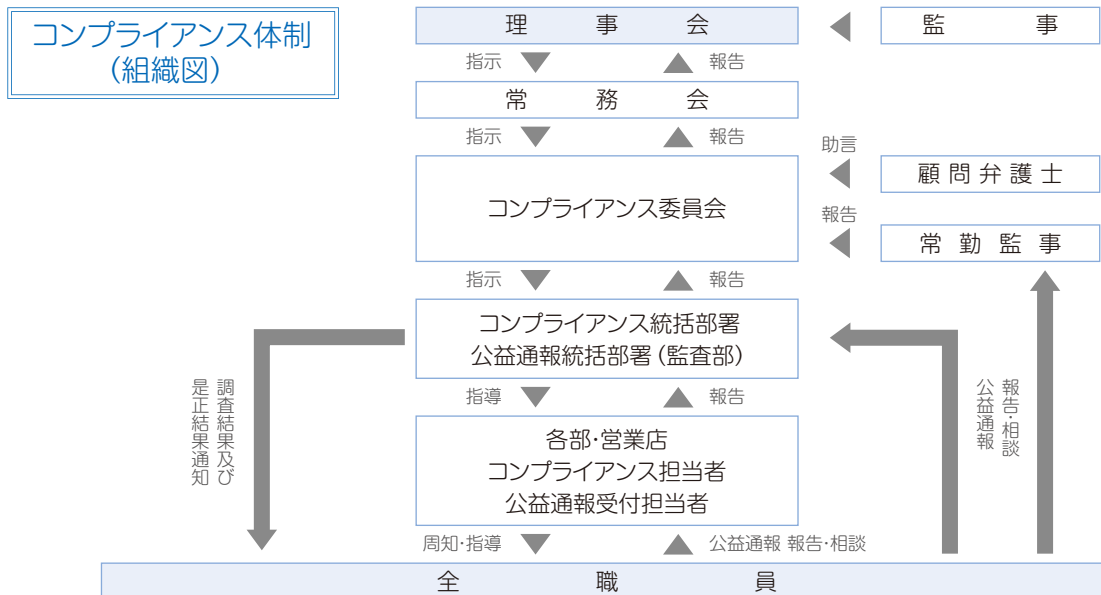 コンプライアンス体制
(組織図)
理事会
監事
指示
報告
常務会
指示
報告
助言
コンプライアンス委員会
顧問弁護士
報告
常勤監事
指示
報告
コンプライアンス統括部署
公益通報統括部署(監査部)
指導
報告
調査結果及び
是正結果通知
報告・相談
公益通報
各部・営業店
コンプライアンス担当者
公益通報受付担当者
周知・指導
公益通報 報告・相談
全職員